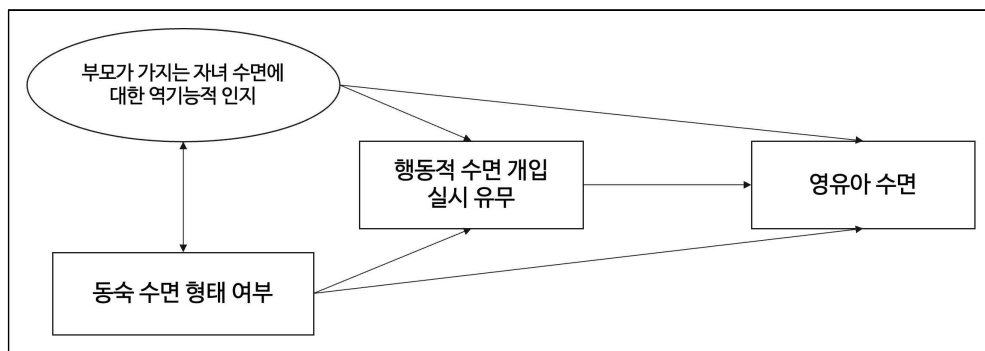 부모가 가지는 자녀 수면에
대한 역기능적 인지
행동적 수면 개입
실시 유무
영유아 수면
동숙 수면 형태 여부